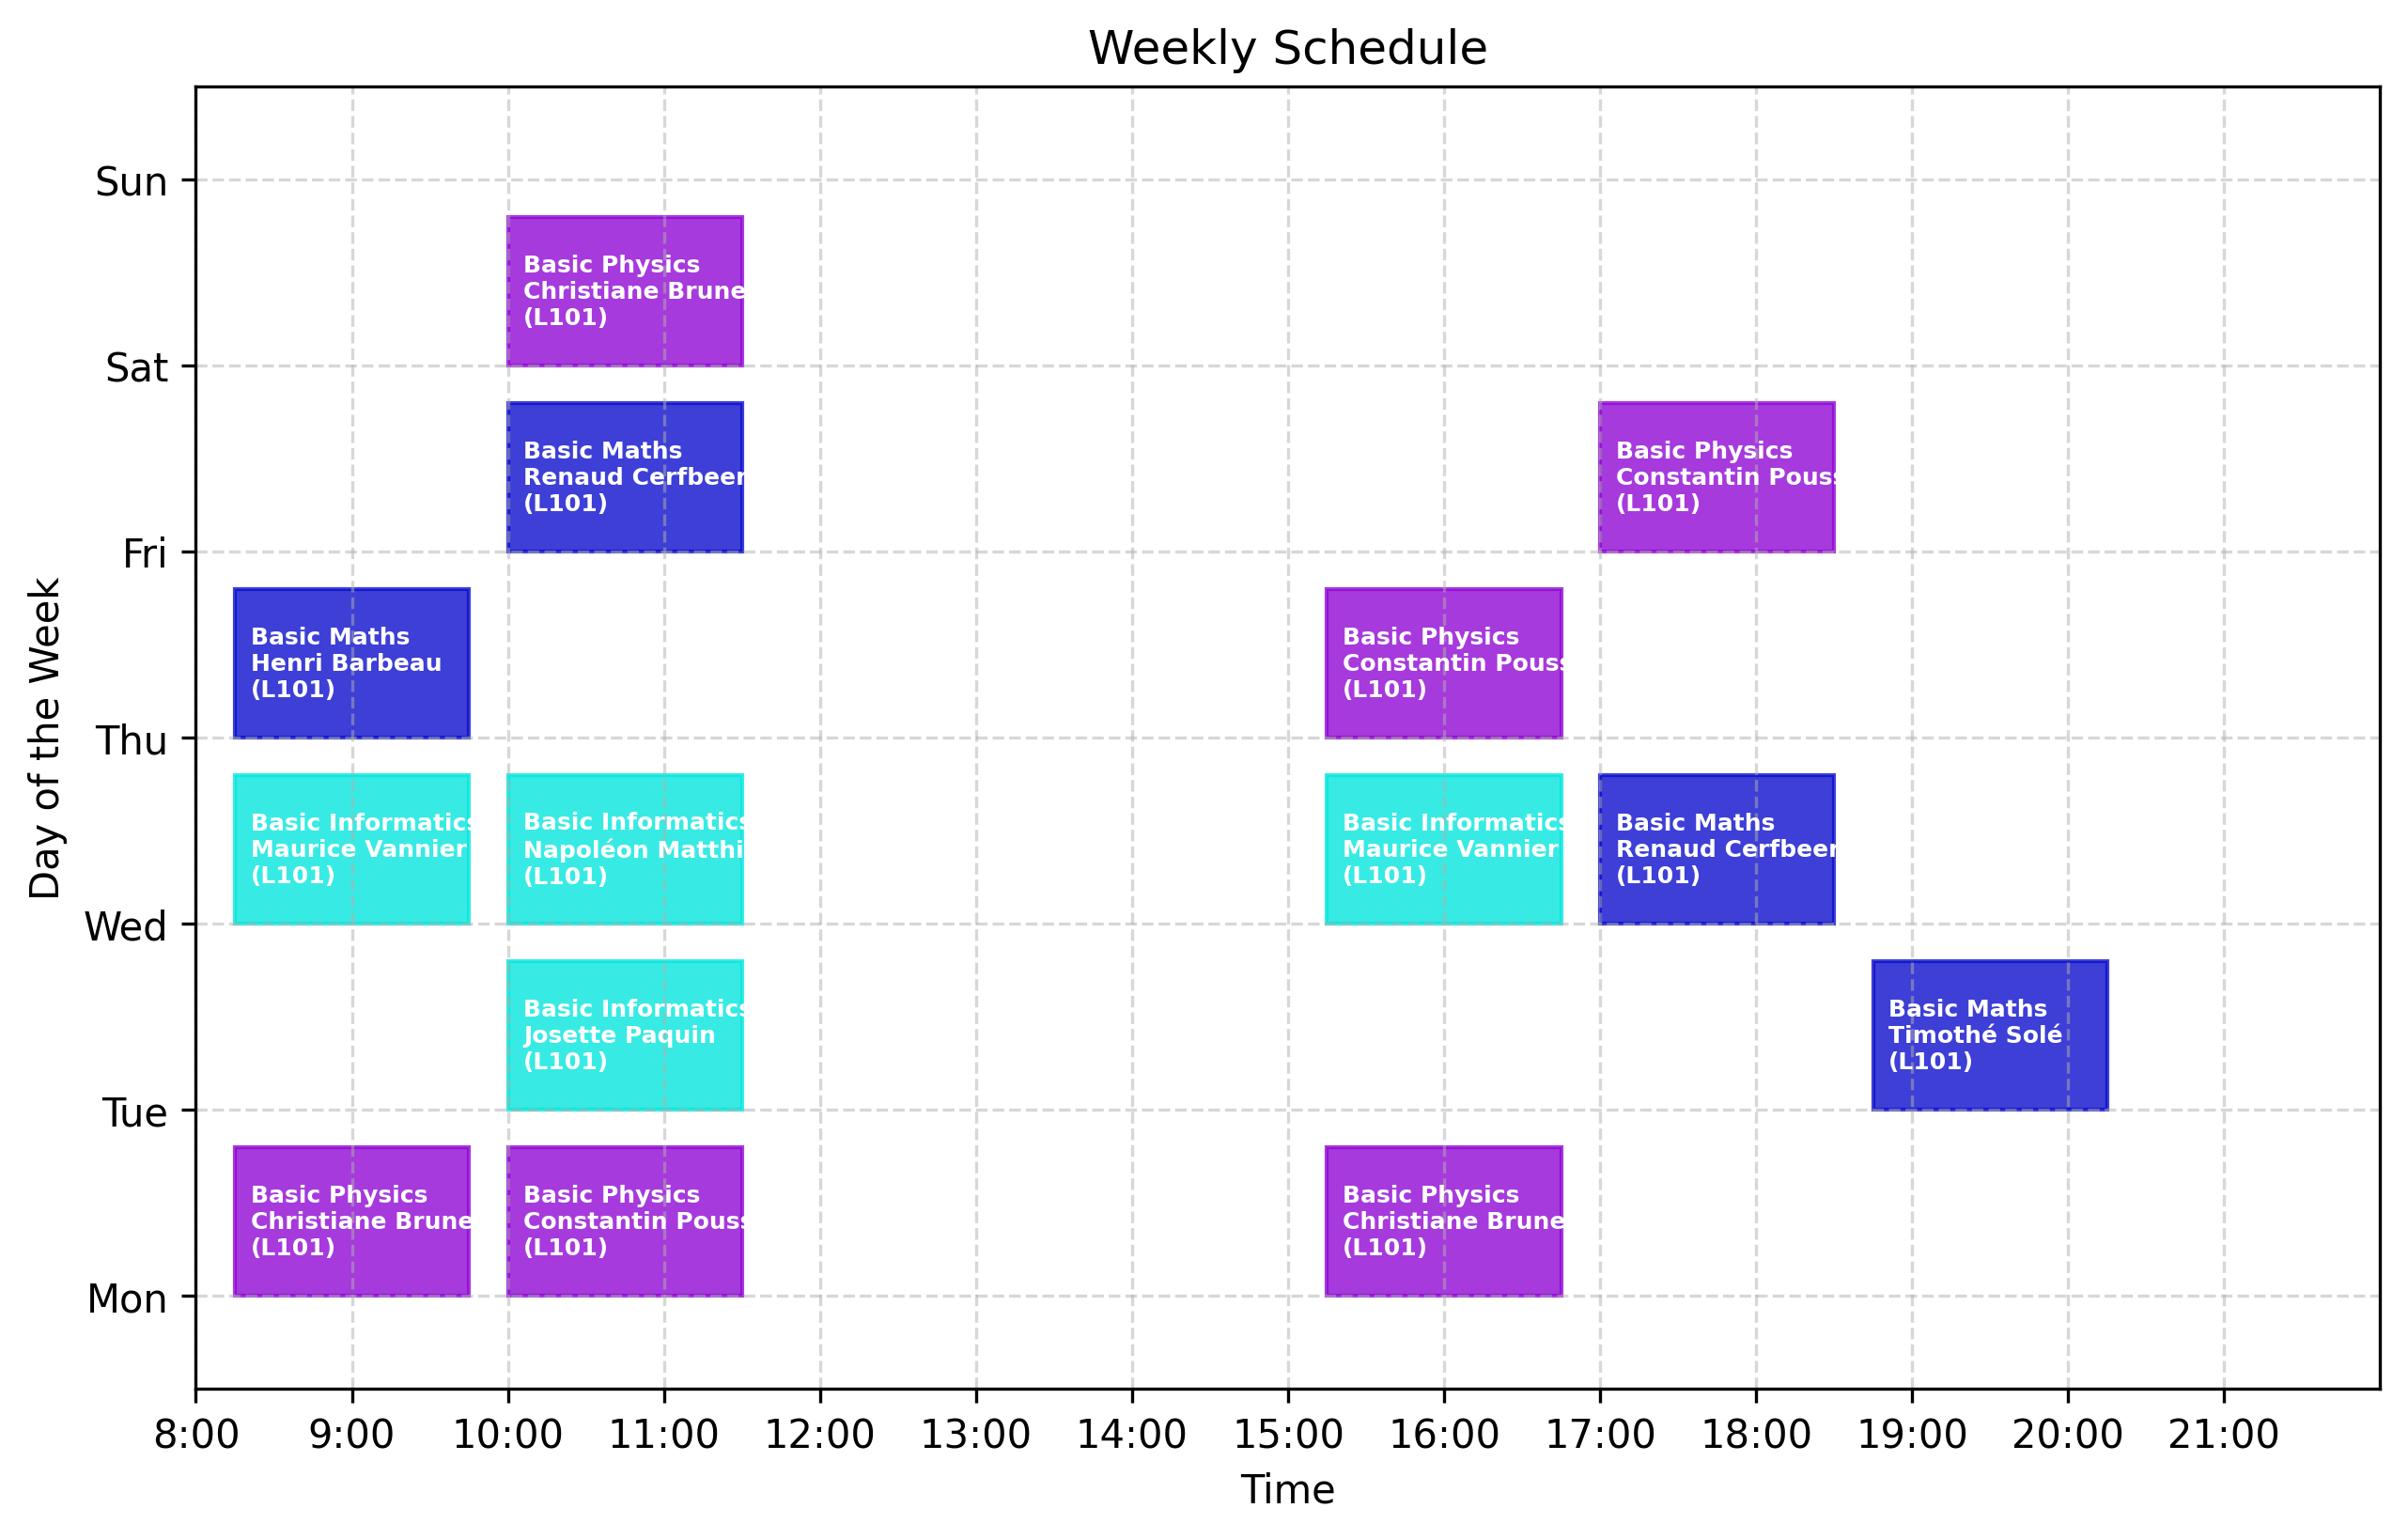 Weekly Schedule
Day of the Week
Sun
Basic Physics
Christiane Brune
(L101)
Sat
Basic Maths
Renaud Cerfbeer
(L101)
Basic Physics
Constantin Pouss
(L101)
Fri
Basic Maths
Henri Barbeau
(L101)
Basic Physics
Constantin Pouss
(L101)
Thu
Basic Informatics
Maurice Vannier
(L101)
Basic Informatics
Napoléon Matthi
(L101)
Basic Informatics
Maurice Vannier
(L101)
Basic Maths
Renaud Cerfbeer
(L101)
Wed
Basic Informatics
Josette Paquin
(L101)
Basic Maths
Timothé Solé
(L101)
Tue
Basic Physics
Christiane Brune
(L101)
Basic Physics
Constantin Pouss
(L101)
Basic Physics
Christiane Brune
(L101)
Mon
8:00 9:00 10:00 11:00 12:00 13:00 14:00 15:00 16:00 17:00 18:00 19:00 20:00 21:00
Time